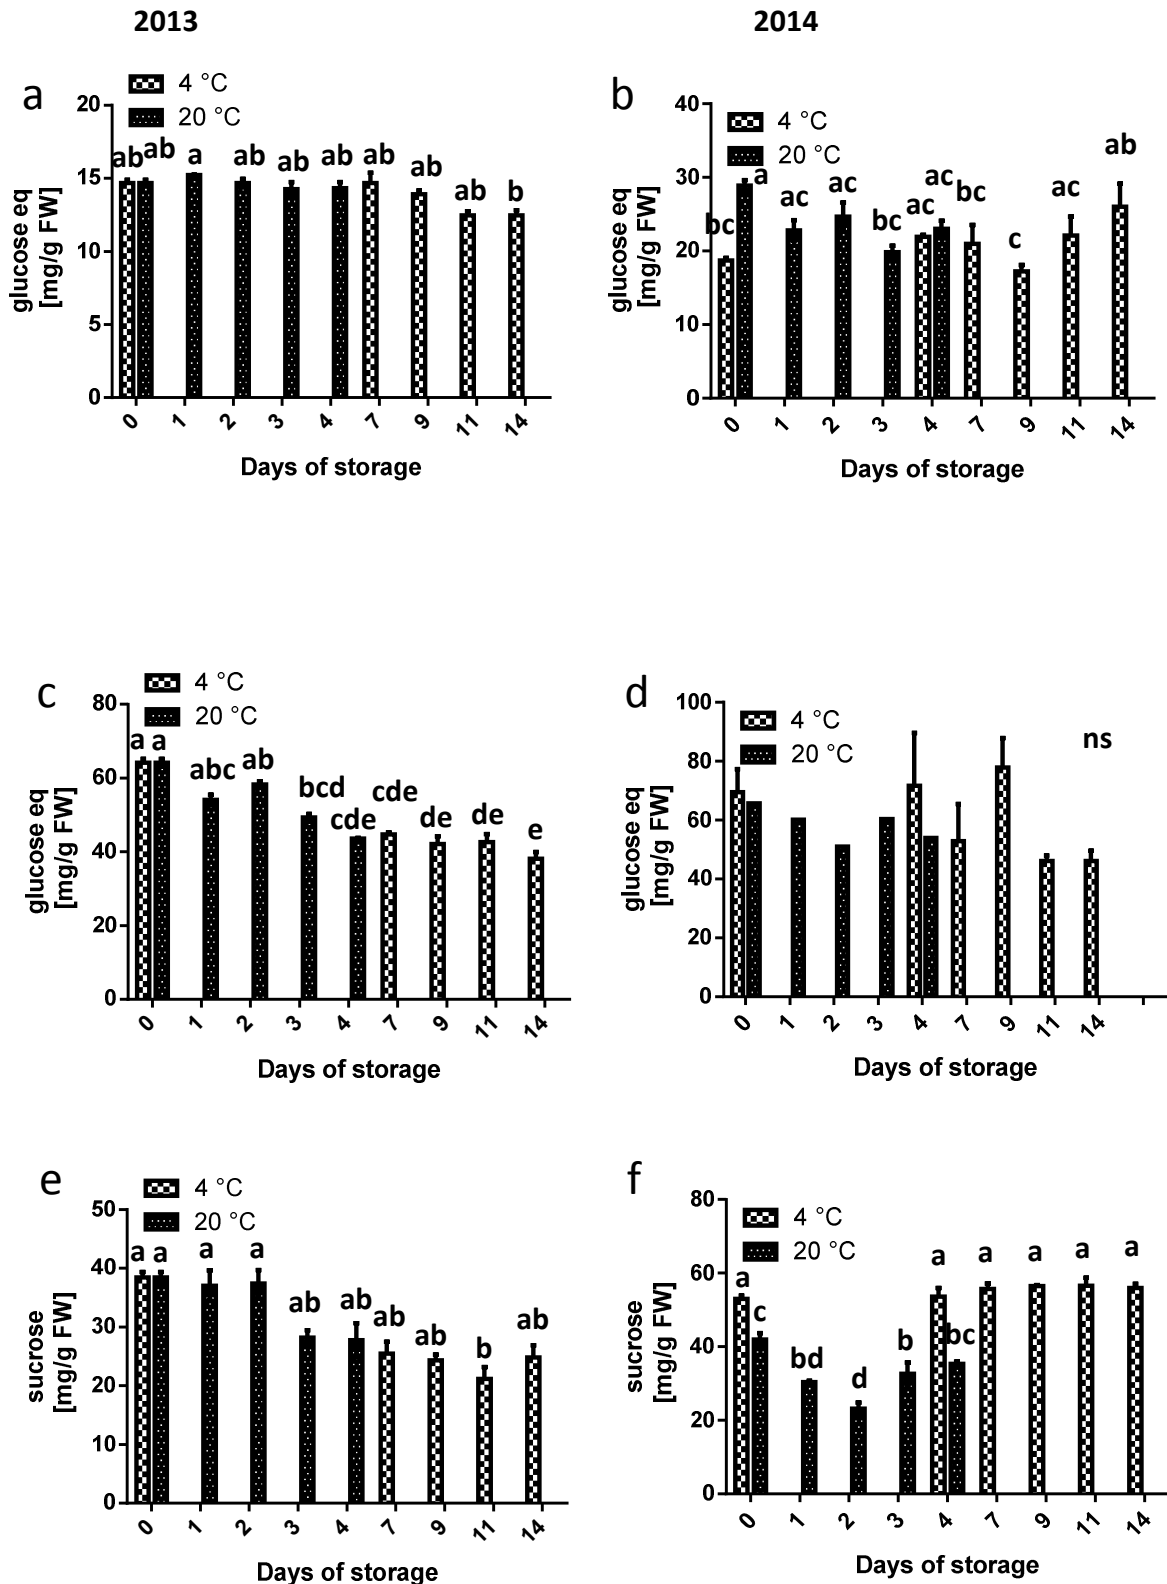 2013
2014
a
4 °C
20 °C
20
15
10
5
0
glucose eq
[mg/g FW]
ab ab a ab ab ab ab ab ab b
0 1 2 3 4 7 9 11 14
Days of storage
b
4 °C
20 °C
40
30
20
10
0
glucose eq
[mg/g FW]
bc a ac ac bc ac ac bc c ac ab
0 1 2 3 4 7 9 11 14
Days of storage
c
4 °C
20 °C
80
60
40
20
0
glucose eq
[mg/g FW]
a a abc ab bcd cde cde de de e
0 1 2 3 4 7 9 11 14
Days of storage
d
4 °C
20 °C
ns
100
80
60
40
20
0
glucose eq
[mg/g FW]
0 1 2 3 4 7 9 11 14
Days of storage
e
4 °C
20 °C
50
40
30
20
10
0
sucrose
[mg/g FW]
a a a a ab ab ab ab b ab
0 1 2 3 4 7 9 11 14
Days of storage
f
4 °C
20 °C
80
60
40
20
0
sucrose
[mg/g FW]
a c bd d b a bc a a a a
0 1 2 3 4 7 9 11 14
Days of storage